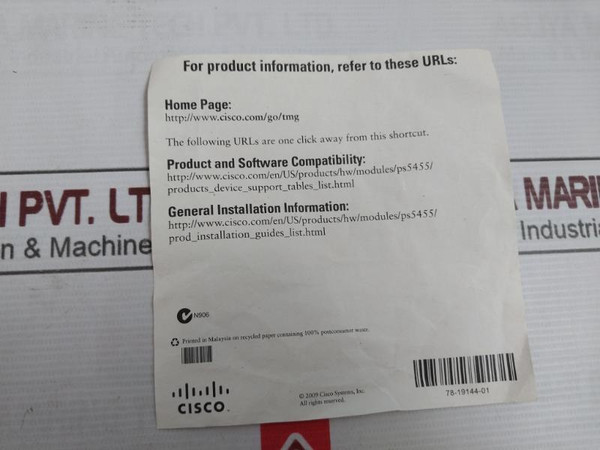 For product information, refer to these URLs:
Home Page:
http://www.cisco.com/go/tmg
The following URLs are one click away from this shortcut.
Product and Software Compatibility:
http://www.cisco.com/en/US/products/hw/modules/ps5455/
products_device_support_tables_list.html
General Installation Information:
http://www.cisco.com/en/US/products/hw/modules/ps5455/
prod_installation_guides_list.html
N906
Printed in Malaysia on recycled paper containing 100% postconsumer waste.
CISCO
© 2009 Cisco Systems, Inc.
All rights reserved.
78-19144-01
PVT. LT
n & Machine
MARI
Industria